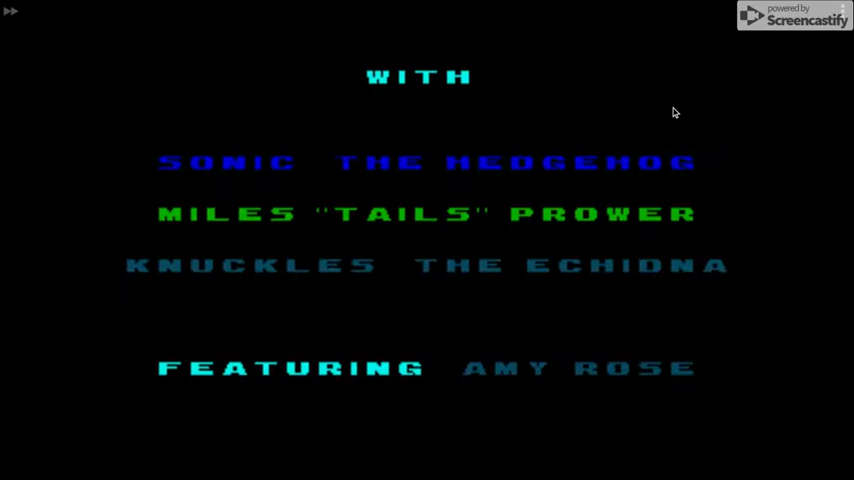 powered by
Screencastify
WITH
SONIC THE HEDGEHOG
MILES "TAILS" PROWER
KNUCKLES THE ECHIDNA
FEATURING AMY ROSE